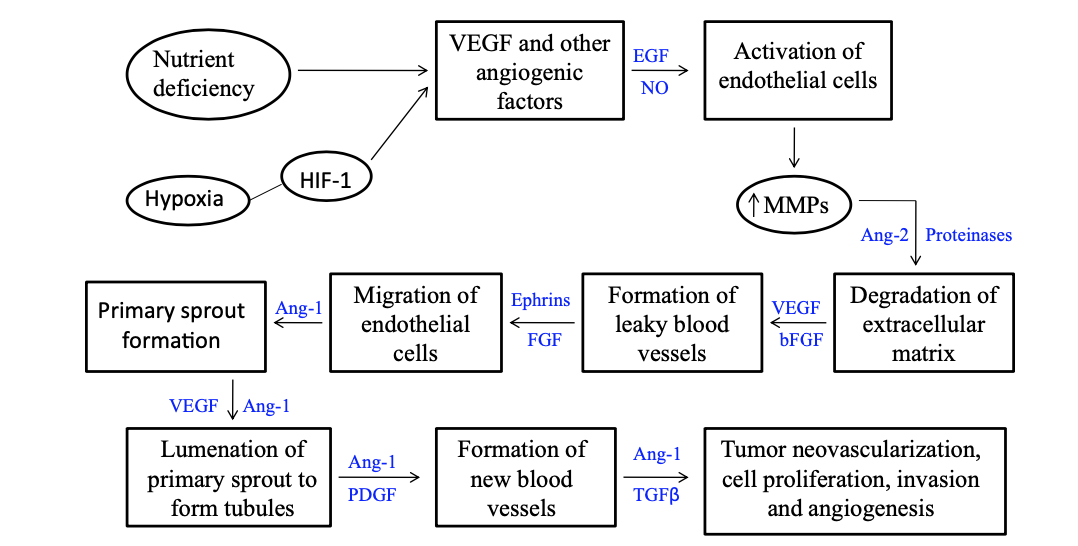 Nutrient
deficiency
Hypoxia
HIF-1
VEGF and other
angiogenic
factors
EGF
NO
Activation of
endothelial cells
↑MMPs
Ang-2
Proteinases
Degradation of
extracellular
matrix
VEGF
bFGF
Formation of
leaky blood
vessels
Ephrins
FGF
Migration of
endothelial
cells
Ang-1
Primary sprout
formation
VEGF
Ang-1
Lumenation of
primary sprout to
form tubules
Ang-1
PDGF
Formation of
new blood
vessels
Ang-1
TGFβ
Tumor neovascularization,
cell proliferation, invasion
and angiogenesis